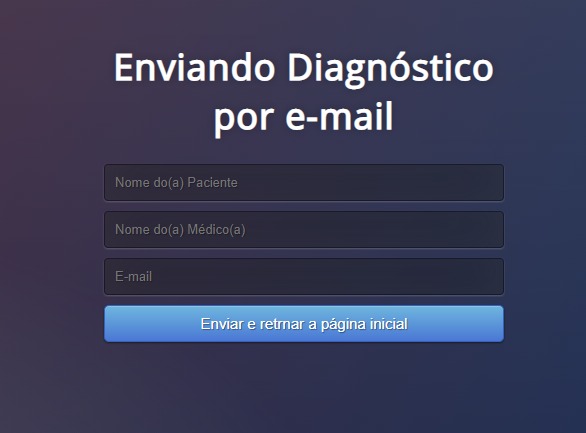 Enviando Diagnóstico
por e-mail
Nome do(a) Paciente
Nome do(a) Médico(a)
E-mail
Enviar e retrnar a página inicial